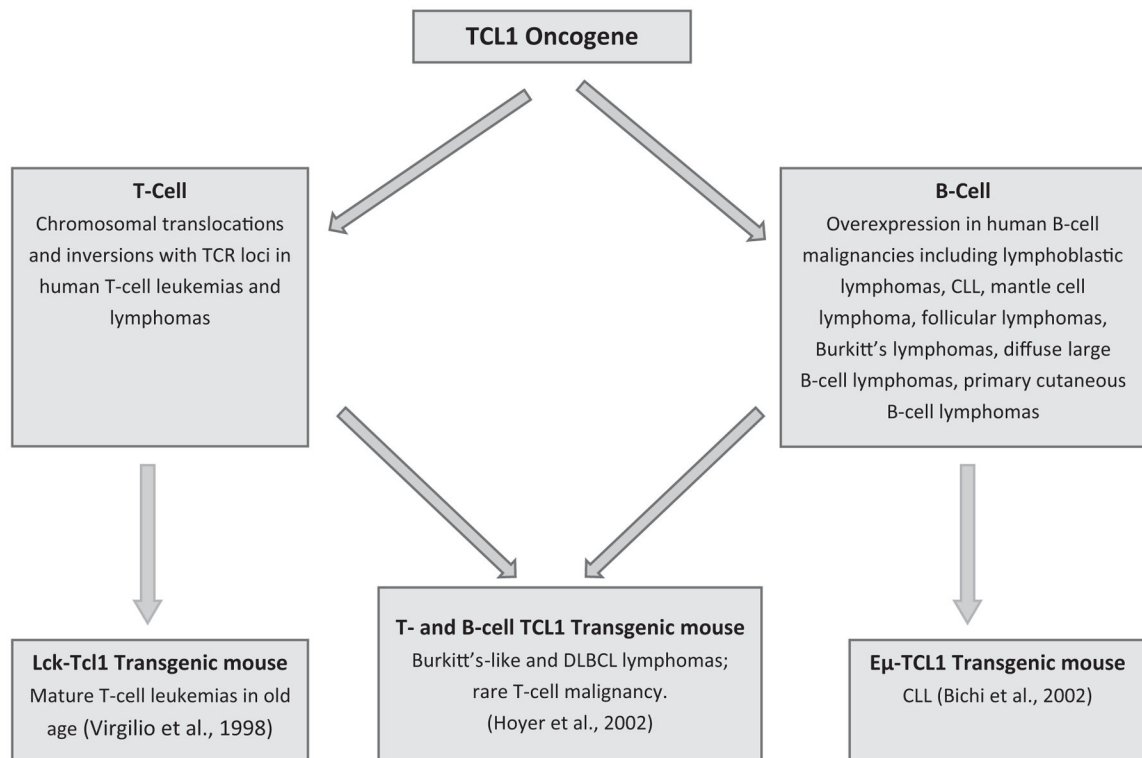 TCL1 Oncogene
T-Cell
Chromosomal translocations
and inversions with TCR loci in
human T-cell leukemias and
lymphomas
B-Cell
Overexpression in human B-cell
malignancies including lymphoblastic
lymphomas, CLL, mantle cell
lymphoma, follicular lymphomas,
Burkitt's lymphomas, diffuse large
B-cell lymphomas, primary cutaneous
B-cell lymphomas
Lck-Tcl1 Transgenic mouse
Mature T-cell leukemias in old
age (Virgilio et al., 1998)
T- and B-cell TCL1 Transgenic mouse
Burkitt's-like and DLBCL lymphomas;
rare T-cell malignancy.
(Hoyer et al., 2002)
Eµ-TCL1 Transgenic mouse
CLL (Bichi et al., 2002)